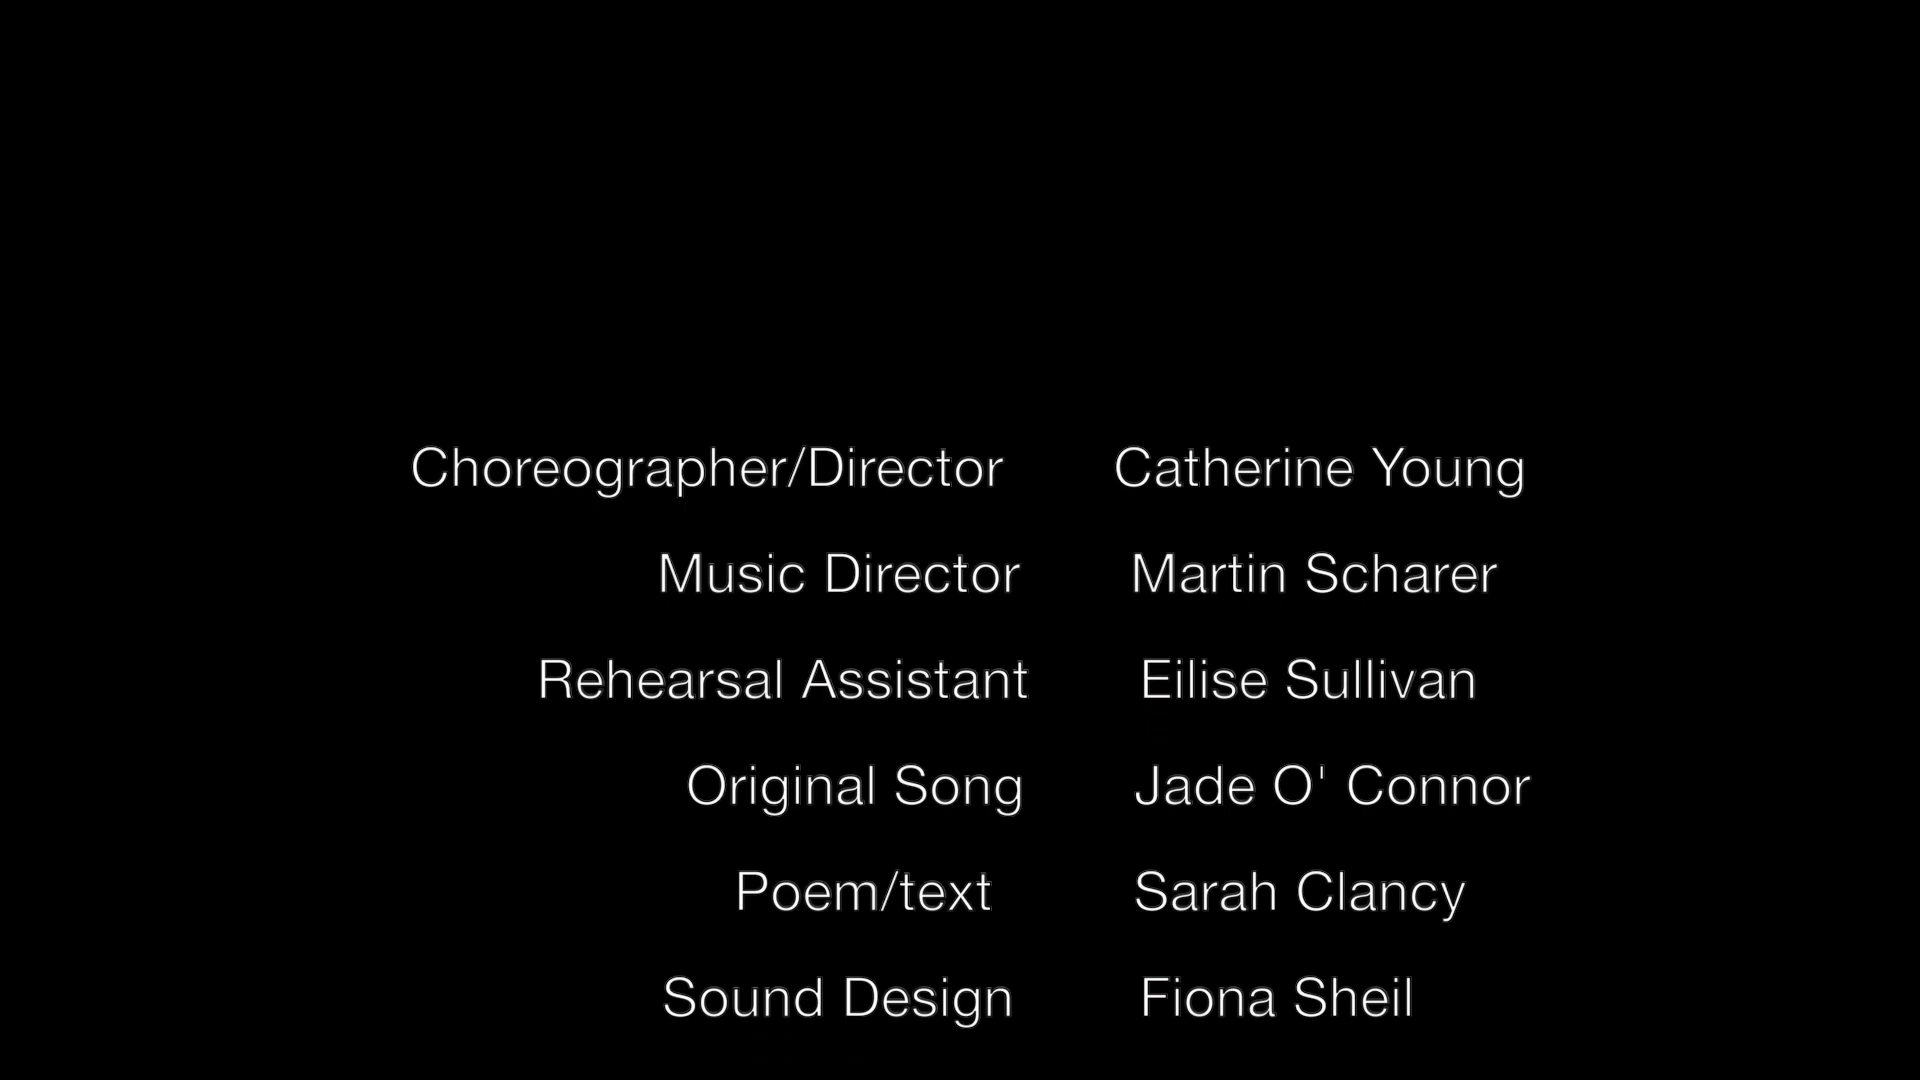 Choreographer/Director Catherine Young
Music Director Martin Scharer
Rehearsal Assistant Eilise Sullivan
Original Song Jade O' Connor
Poem/text Sarah Clancy
Sound Design Fiona Sheil